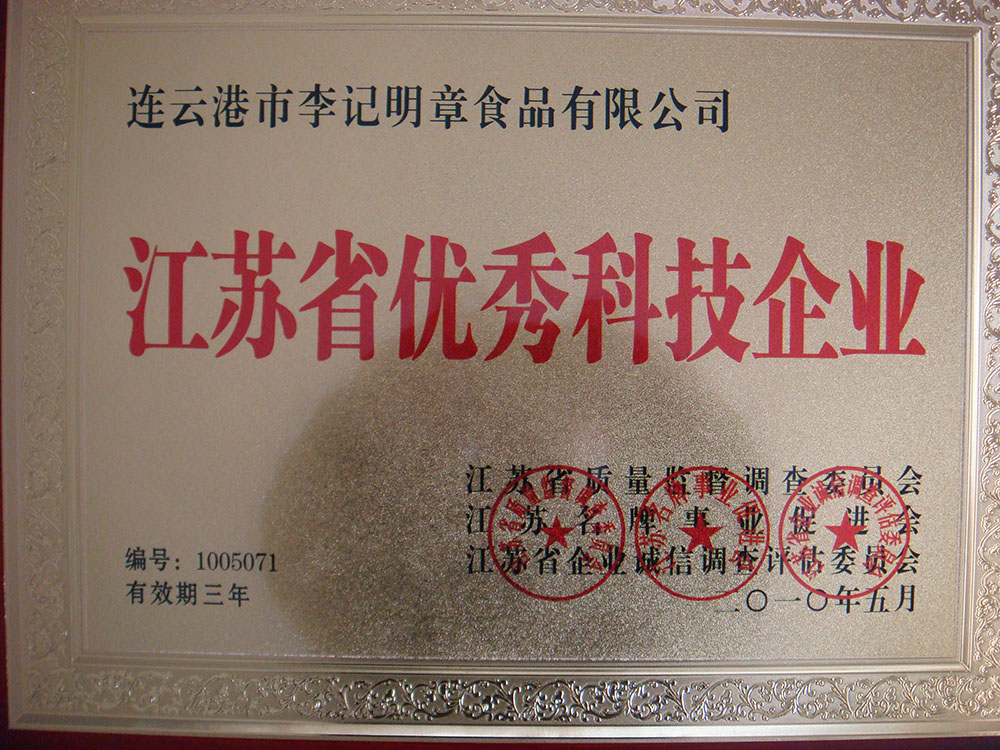 连云港市李记明章食品有限公司
江苏省优秀科技企业
江苏省质量监督调查委员会
江苏名牌事业促进会
江苏省企业诚信调查评估委员会
编号：1005071
有效期三年
二〇一〇年五月